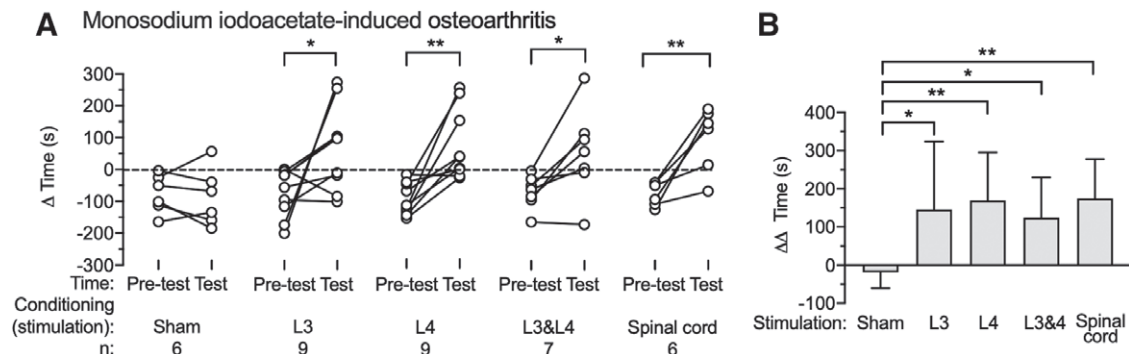 A Monosodium iodoacetate-induced osteoarthritis
* ** * **
300
200
100
0
-100
-200
-300
Δ Time (s)
Time: Pre-test Test Pre-test Test Pre-test Test Pre-test Test Pre-test Test
Conditioning
(stimulation): Sham L3 L4 L3&L4 Spinal cord
n: 6 9 9 7 6
B
**
*
**
*
400
300
200
100
0
-100
ΔΔ Time (s)
Stimulation: Sham L3 L4 L3&4 Spinal
cord